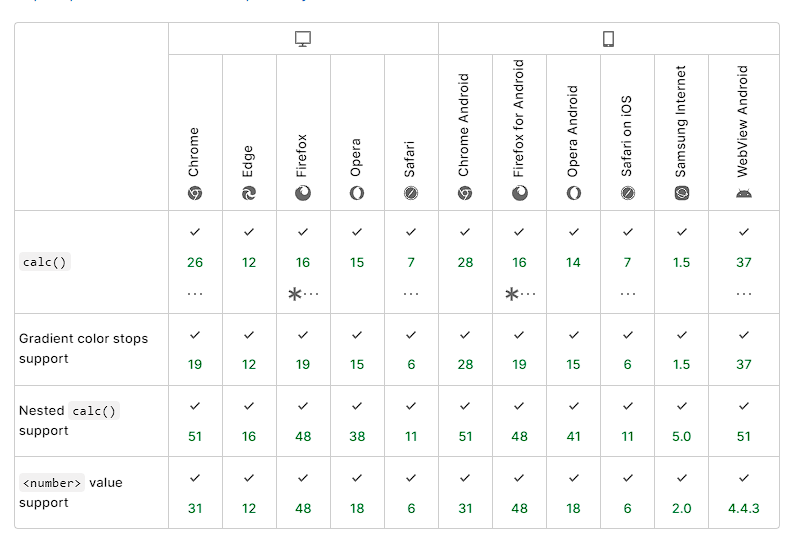 Chrome
Edge
Firefox
Opera
Safari
Chrome Android
Firefox for Android
Opera Android
Safari on iOS
Samsung Internet
WebView Android
calc()
26 12 16 15 7 28 16 14 7 1.5 37
... *... ... *... ... ...
Gradient color stops
support
19 12 19 15 6 28 19 15 6 1.5 37
Nested calc()
support
51 16 48 38 11 51 48 41 11 5.0 51
<number> value
support
31 12 48 18 6 31 48 18 6 2.0 4.4.3